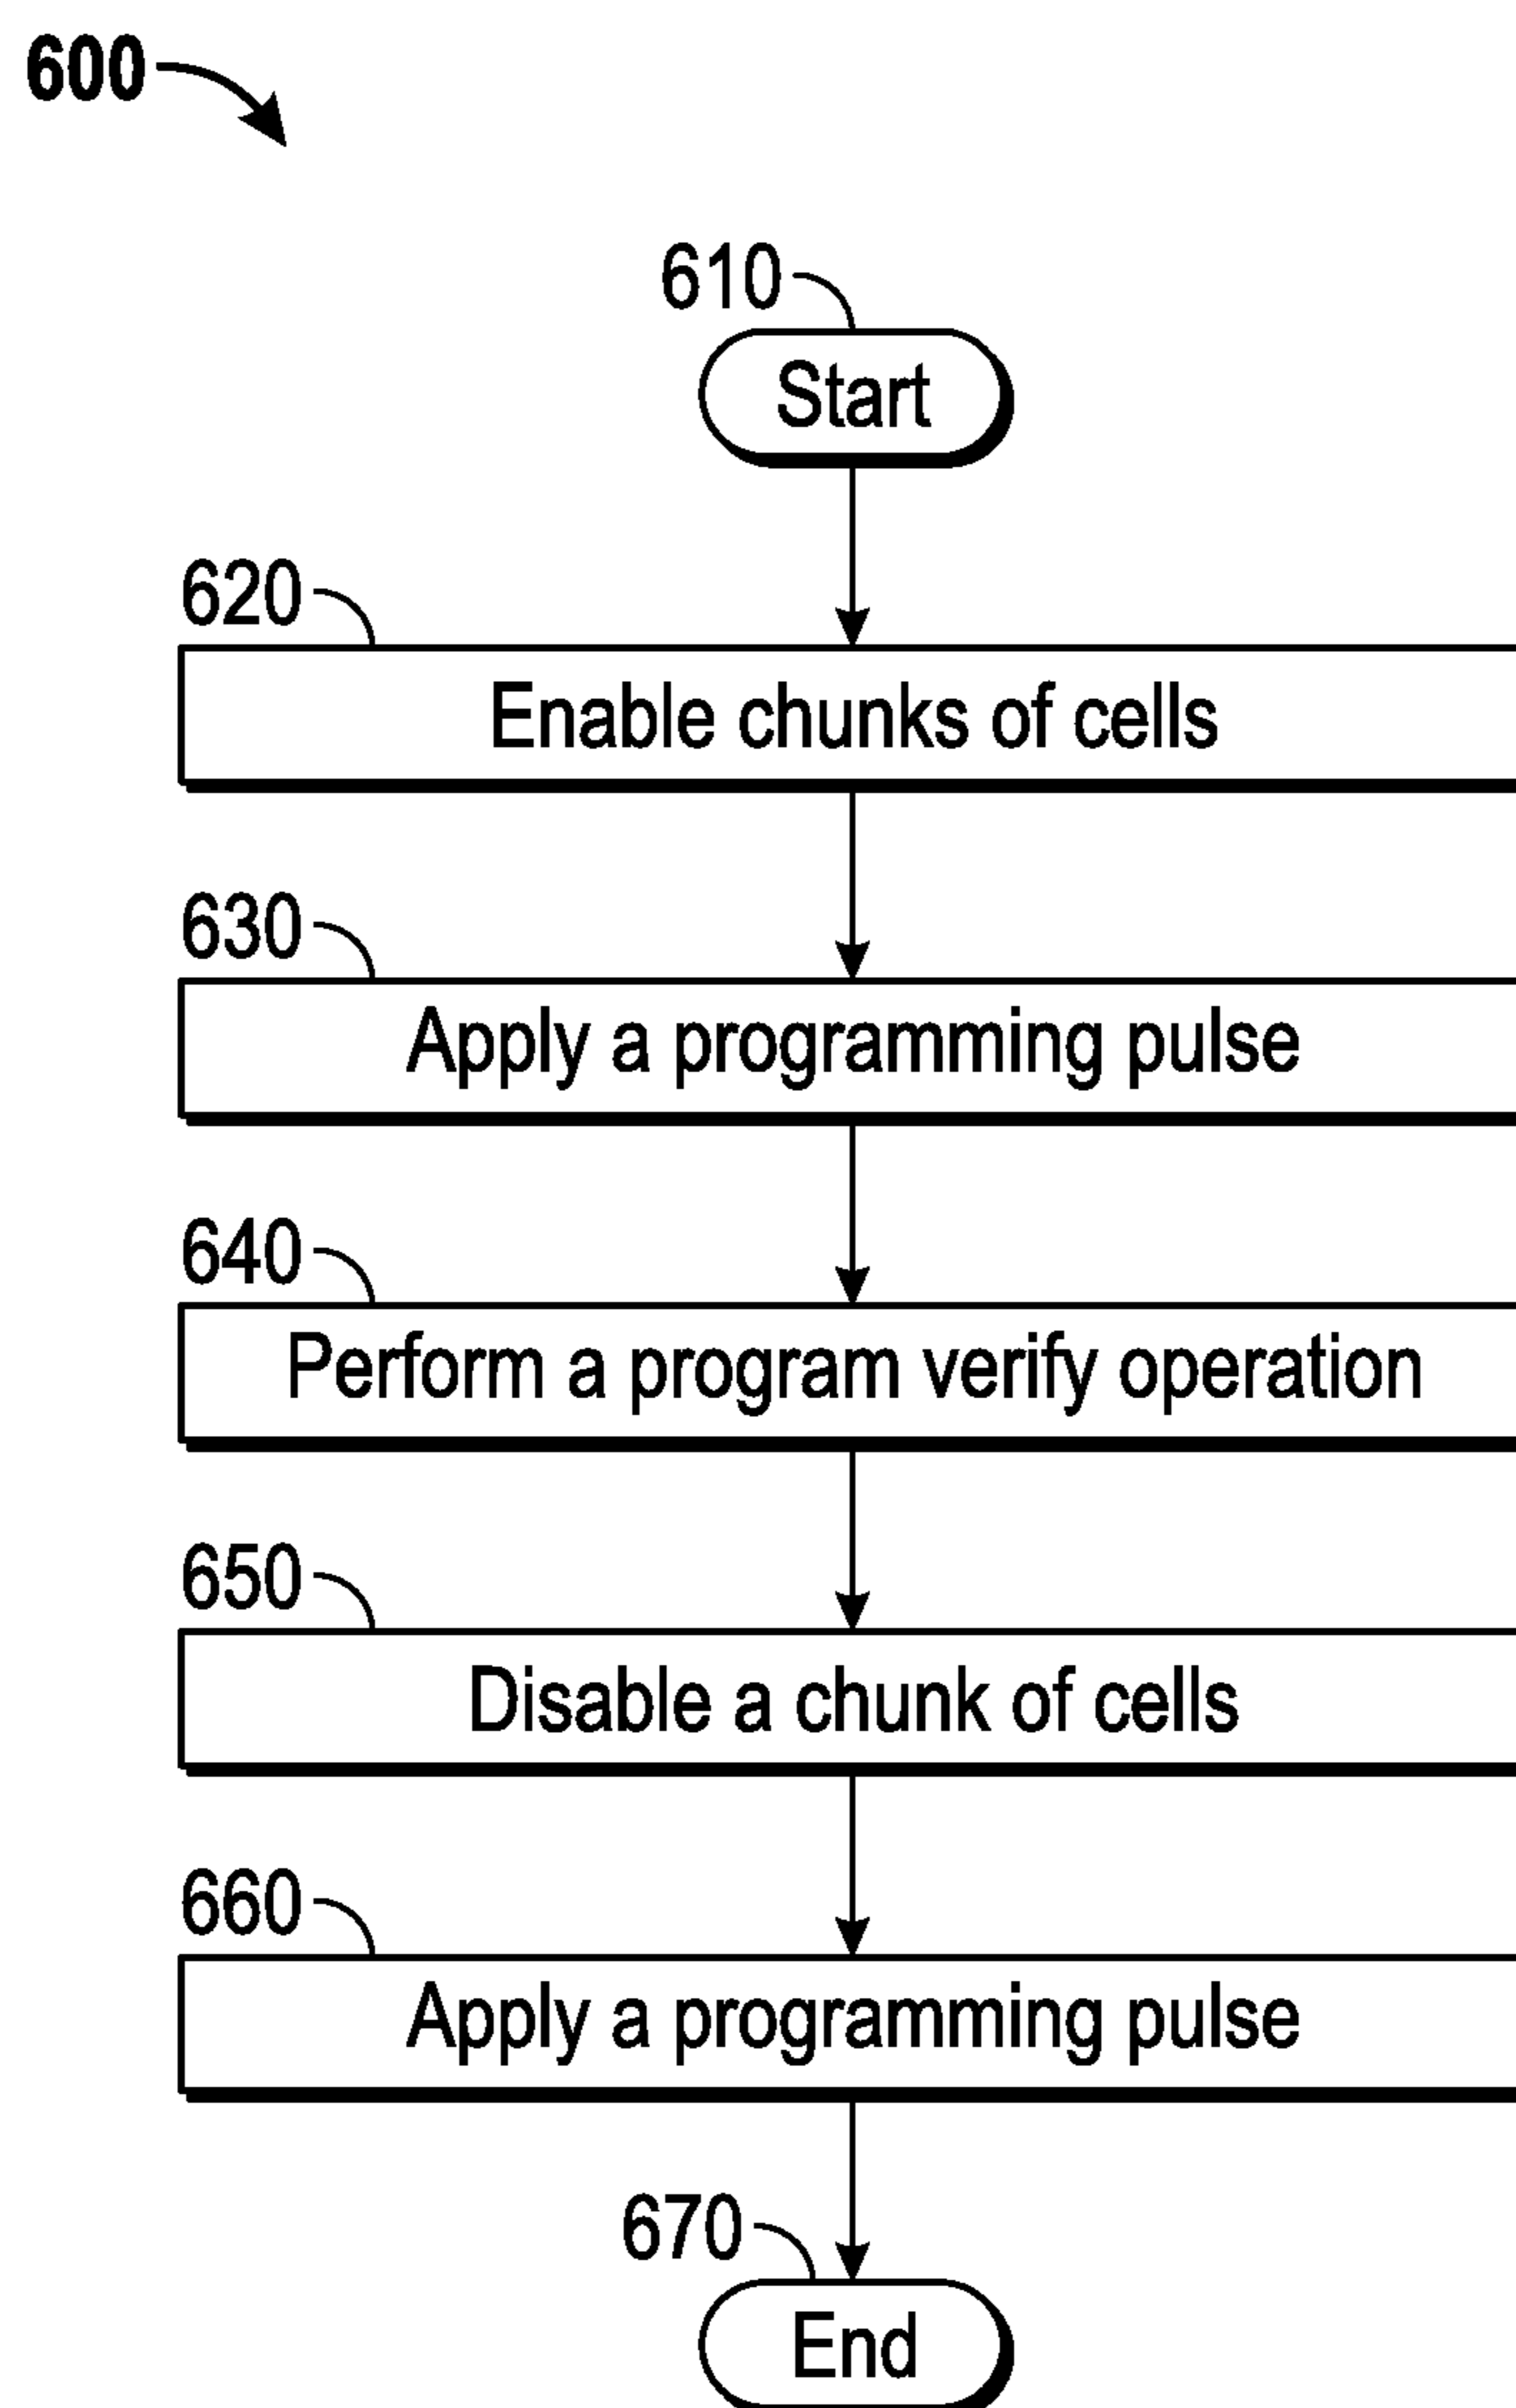 600
610
Start
620
Enable chunks of cells
630
Apply a programming pulse
640
Perform a program verify operation
650
Disable a chunk of cells
660
Apply a programming pulse
670
End